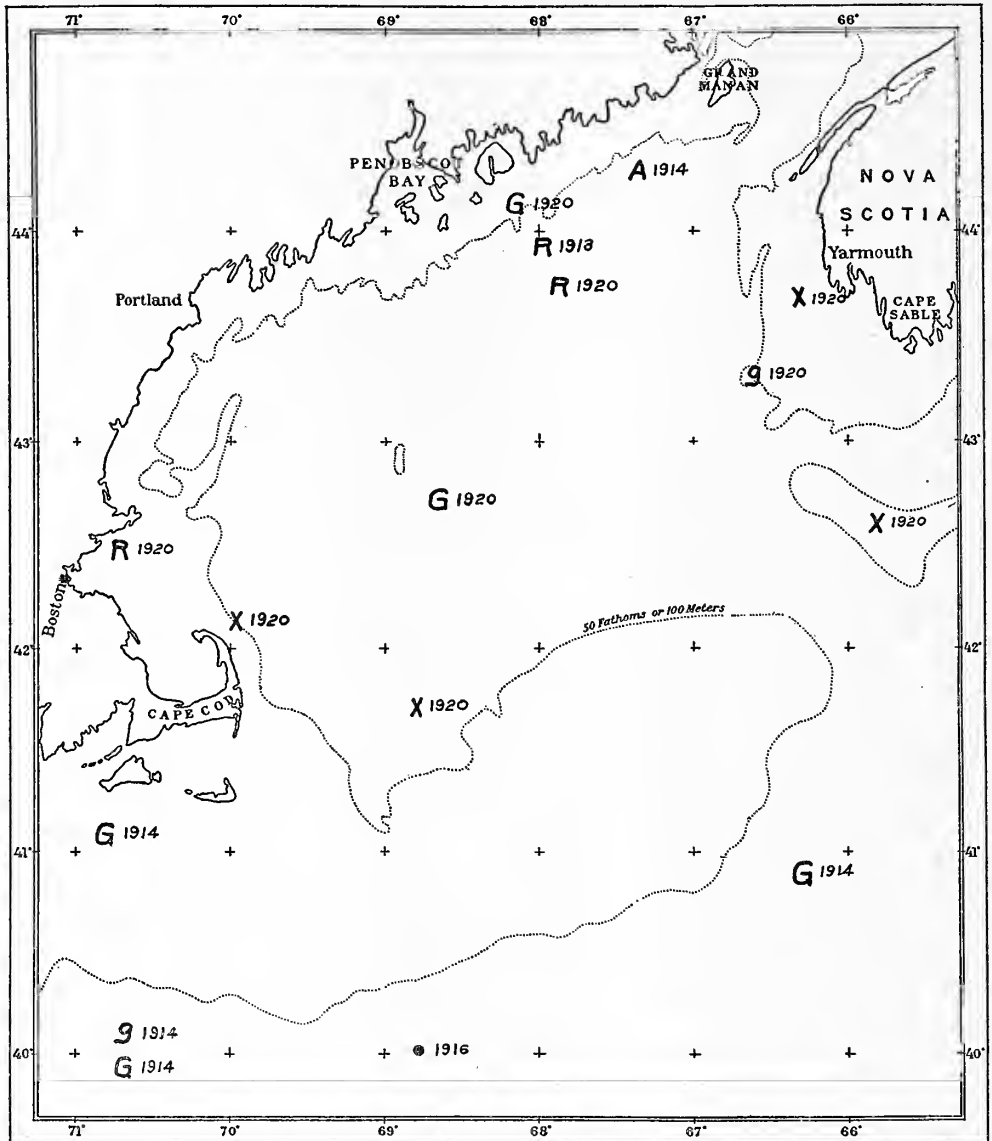 71° 70° 69° 68° 67° 66°
GRAND
MANAN
PENOBSCOT
BAY
A 1914
NOVA
SCOTIA
G 1920
44° R 1913 44°
Yarmouth
R 1920
Portland
X 1920
CAPE
SABLE
g 1920
43° 43°
G 1920
X 1920
R 1920
Boston
X 1920
50 Fathoms or 100 Meters
42° 42°
X 1920
CAPE COD
G 1914
41° 41°
G 1914
g 1914
40° 1916 40°
G 1914
71° 70° 69° 68° 67° 66°